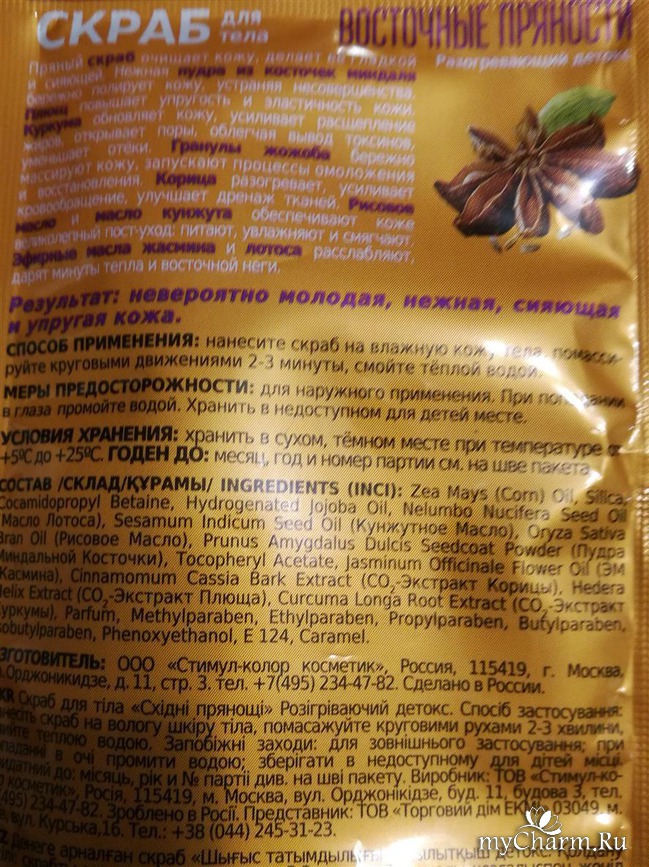 СКРАБ для тела
ВОСТОЧНЫЕ ПРЯНОСТИ
Разогревающий детокс
Пряный скраб очищает кожу, делает её гладкой
и сияющей. Нежная пудра из косточек миндаля
бережно полирует кожу, устраняя несовершенства.
Плющ повышает упругость и эластичность кожи.
Куркума обновляет кожу, усиливает расщепление
жиров, открывает поры, облегчая вывод токсинов,
уменьшает отёки. Гранулы жожоба бережно
массируют кожу, запускают процессы омоложения
и восстановления. Корица разогревает, усиливает
кровообращение, улучшает дренаж тканей. Рисовое
масло и масло кунжута обеспечивают коже
великолепный пост-уход: питают, увлажняют и смягчают.
Эфирные масла жасмина и лотоса расслабляют,
дарят минуты тепла и восточной неги.
Результат: невероятно молодая, нежная, сияющая
и упругая кожа.
СПОСОБ ПРИМЕНЕНИЯ: нанесите скраб на влажную кожу тела, помасси-
руйте круговыми движениями 2-3 минуты, смойте тёплой водой.
МЕРЫ ПРЕДОСТОРОЖНОСТИ: для наружного применения. При попадании
в глаза промойте водой. Хранить в недоступном для детей месте.
УСЛОВИЯ ХРАНЕНИЯ: хранить в сухом, тёмном месте при температуре от
+5ºС до +25ºС. ГОДЕН ДО: месяц, год и номер партии см. на шве пакета.
СОСТАВ /СКЛАД/ҚҰРАМЫ/ INGREDIENTS (INCI): Zea Mays (Corn) Oil, Silica,
Cocamidopropyl Betaine, Hydrogenated Jojoba Oil, Nelumbo Nucifera Seed Oil
(Масло Лотоса), Sesamum Indicum Seed Oil (Кунжутное Масло), Oryza Sativa
Bran Oil (Рисовое Масло), Prunus Amygdalus Dulcis Seedcoat Powder (Пудра
Миндальной Косточки), Tocopheryl Acetate, Jasminum Officinale Flower Oil (ЭМ
Жасмина), Cinnamomum Cassia Bark Extract (CO₂-Экстракт Корицы), Hedera
Helix Extract (CO₂-Экстракт Плюща), Curcuma Longa Root Extract (CO₂-Экстракт
Куркумы), Parfum, Methylparaben, Ethylparaben, Propylparaben, Butylparaben,
Isobutylparaben, Phenoxyethanol, E 124, Caramel.
ИЗГОТОВИТЕЛЬ: ООО «Стимул-колор косметик», Россия, 115419, г. Москва,
Орджоникидзе, д. 11, стр. 3. тел. +7(495) 234-47-82. Сделано в России.
Скраб для тіла «Східні прянощі» Розігріваючий детокс. Спосіб застосування:
скраб на вологу шкіру тіла, помасажуйте круговими рухами 2-3 хвилини,
теплою водою. Запобіжні заходи: для зовнішнього застосування; при
в очі промити водою; зберігати в недоступному для дітей місці.
до: місяць, рік и № партії див. на шві пакету. Виробник: ТОВ «Стимул-ко-
косметик», Росія, 115419, м. Москва, вул. Орджонікідзе, буд. 11, будова 3, тел.
(495) 234-47-82. Зроблено в Росії. Представник: ТОВ «Торговий дім ЕКМІ» 03049, м.
вул. Курська,16. Тел.: +38 (044) 245-31-23.
Денеге арналған скраб «Шығыс
myCharm.Ru